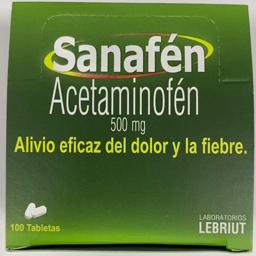 Sanafén
Acetaminofén
500 mg
Alivio eficaz del dolor y la fiebre.
100 Tabletas
LABORATORIOS
LEBRIUT